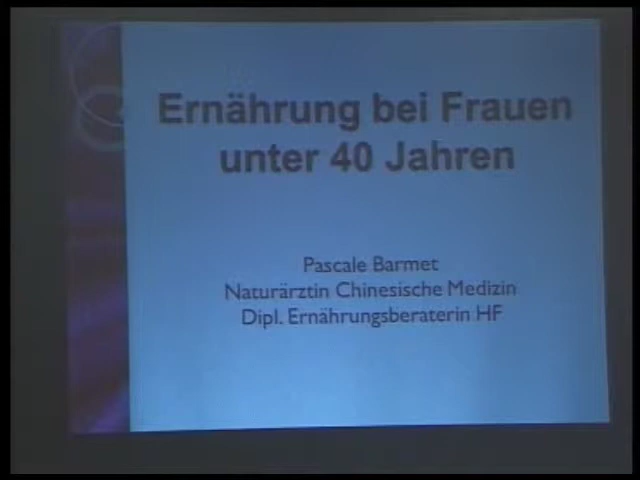 Ernährung bei Frauen
unter 40 Jahren
Pascale Barmet
Naturärztin Chinesische Medizin
Dipl. Ernährungsberaterin HF